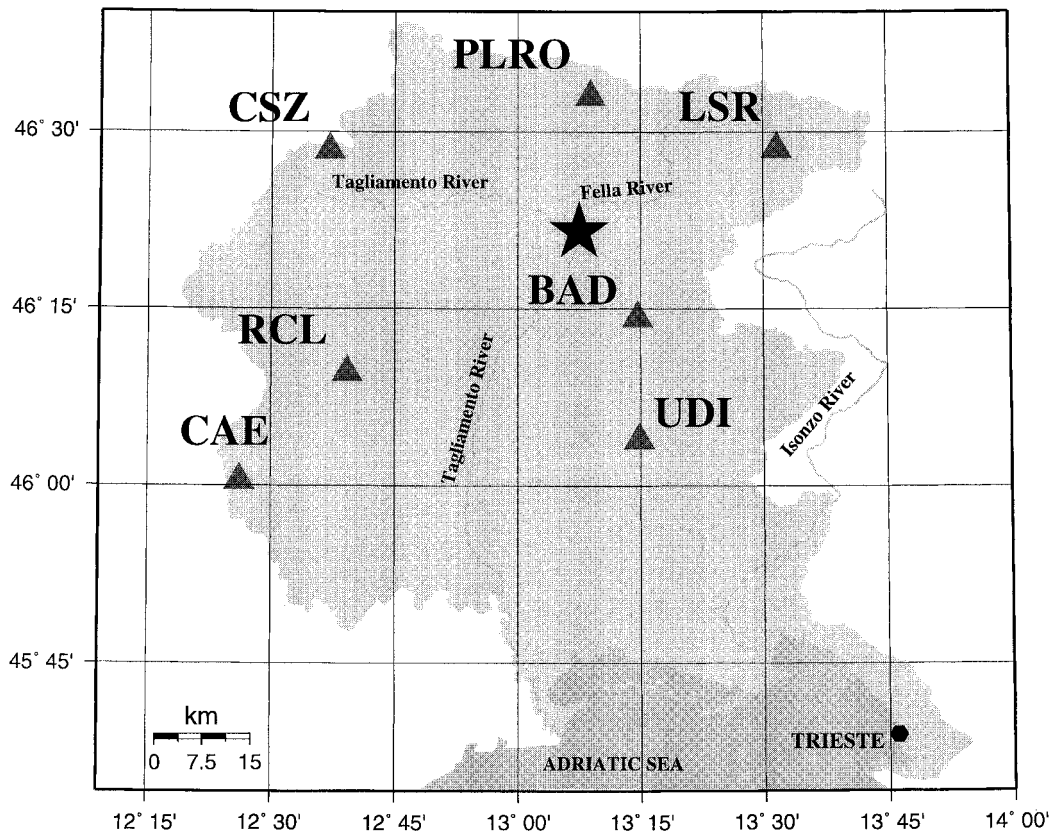 PLRO
CSZ
LSR
46° 30'
Tagliamento River
Fella River
BAD
46° 15'
RCL
Tagliamento River
Isonzo River
CAE
UDI
46° 00'
45° 45'
km
0 7.5 15
TRIESTE
ADRIATIC SEA
12° 15' 12° 30' 12° 45' 13° 00' 13° 15' 13° 30' 13° 45' 14° 00'